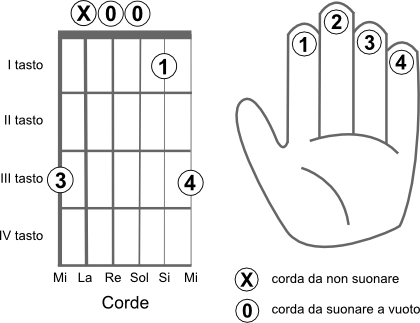 X 0 0
I tasto 1
II tasto
III tasto 3 4
IV tasto
Mi La Re Sol Si Mi
Corde
1 2 3 4
X corda da non suonare
0 corda da suonare a vuoto